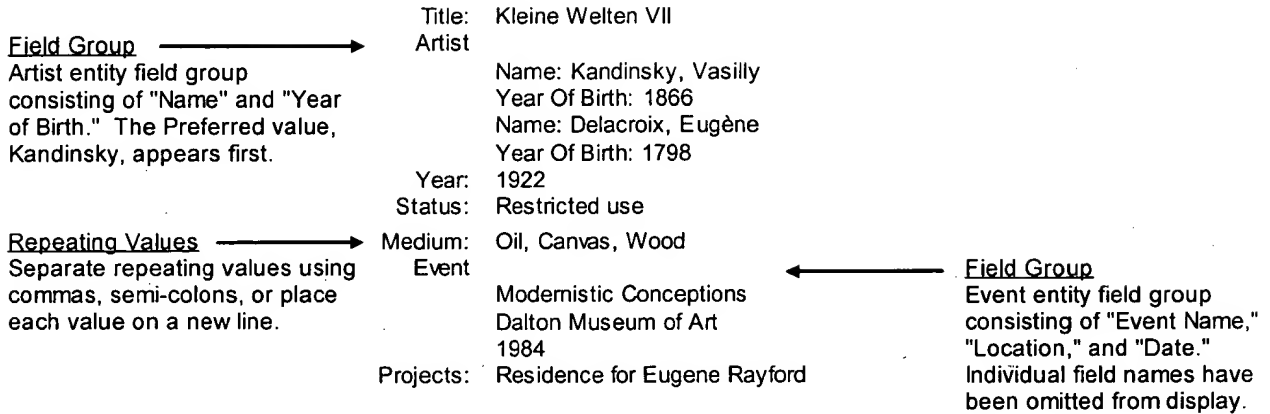 Title: Kleine Welten VII
Field Group
Artist
Artist entity field group
consisting of "Name" and "Year
of Birth." The Preferred value,
Kandinsky, appears first.
Name: Kandinsky, Vasilly
Year Of Birth: 1866
Name: Delacroix, Eugène
Year Of Birth: 1798
Year: 1922
Status: Restricted use
Repeating Values
Separate repeating values using
commas, semi-colons, or place
each value on a new line.
Medium: Oil, Canvas, Wood
Event
Modernistic Conceptions
Dalton Museum of Art
1984
Projects: Residence for Eugene Rayford
Field Group
Event entity field group
consisting of "Event Name,"
"Location," and "Date."
Individual field names have
been omitted from display.